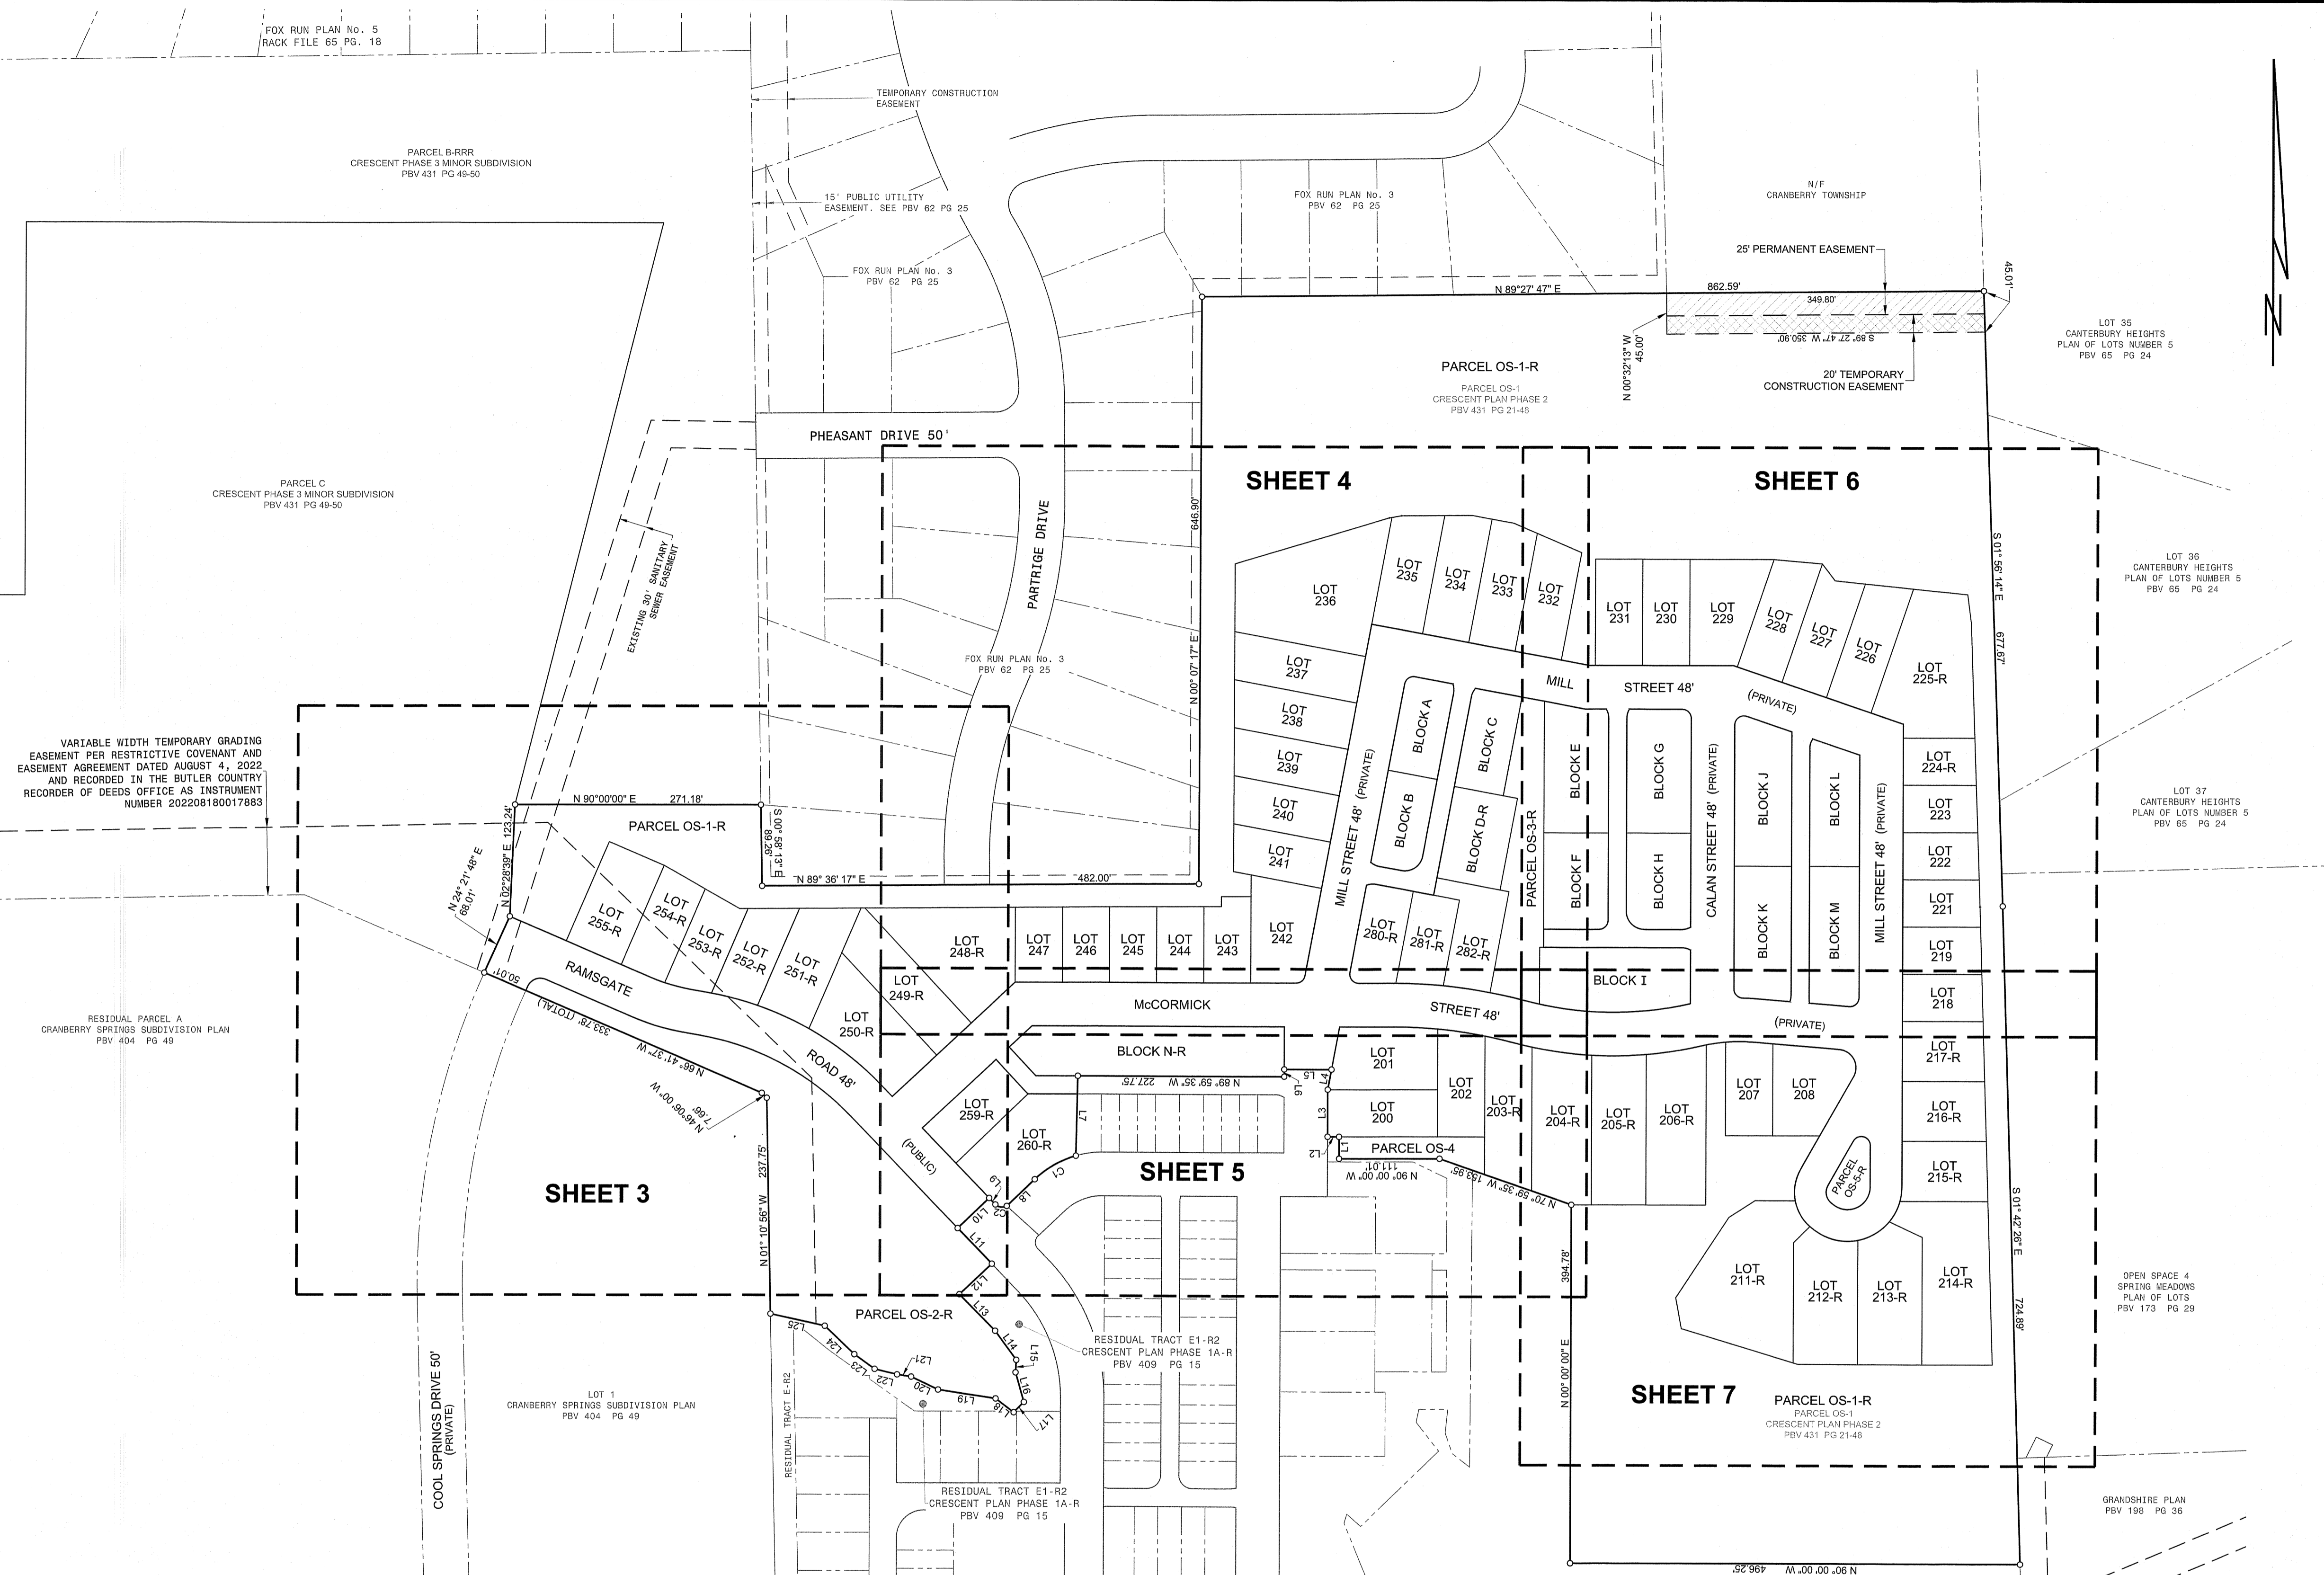 FOX RUN PLAN No. 5
RACK FILE 65 PG. 18
TEMPORARY CONSTRUCTION
EASEMENT
PARCEL B-RRR
CRESCENT PHASE 3 MINOR SUBDIVISION
PBV 431 PG 49-50
15' PUBLIC UTILITY
EASEMENT. SEE PBV 62 PG 25
FOX RUN PLAN No. 3
PBV 62 PG 25
N/F
CRANBERRY TOWNSHIP
25' PERMANENT EASEMENT
45.01'
N
FOX RUN PLAN No. 3
PBV 62 PG 25
N 89°27' 47" E
862.59'
349.80'
S 89° 27' 47" W 350.90'
N 00°32'13" W
45.00'
20' TEMPORARY
CONSTRUCTION EASEMENT
LOT 35
CANTERBURY HEIGHTS
PLAN OF LOTS NUMBER 5
PBV 65 PG 24
PARCEL OS-1-R
PARCEL OS-1
CRESCENT PLAN PHASE 2
PBV 431 PG 21-48
PHEASANT DRIVE 50'
PARCEL C
CRESCENT PHASE 3 MINOR SUBDIVISION
PBV 431 PG 49-50
SHEET 4
SHEET 6
EXISTING 30' SANITARY
SEWER EASEMENT
PARTRIGE DRIVE
646.90'
N 00° 07' 17" E
S 01° 56' 14" E
677.67'
LOT 36
CANTERBURY HEIGHTS
PLAN OF LOTS NUMBER 5
PBV 65 PG 24
LOT
236
LOT
235
LOT
234
LOT
233
LOT
232
LOT
231
LOT
230
LOT
229
LOT
228
LOT
227
LOT
226
LOT
225-R
FOX RUN PLAN No. 3
PBV 62 PG 25
LOT
237
LOT
238
LOT
239
LOT
240
LOT
241
MILL
STREET 48'
(PRIVATE)
BLOCK A
BLOCK B
BLOCK C
BLOCK D-R
BLOCK E
BLOCK F
BLOCK G
BLOCK H
BLOCK J
BLOCK K
BLOCK L
BLOCK M
MILL STREET 48' (PRIVATE)
PARCEL OS-3-R
CALAN STREET 48' (PRIVATE)
MILL STREET 48' (PRIVATE)
LOT
224-R
LOT
223
LOT
222
LOT
221
LOT
219
LOT
218
LOT
217-R
LOT
216-R
LOT
215-R
LOT 37
CANTERBURY HEIGHTS
PLAN OF LOTS NUMBER 5
PBV 65 PG 24
VARIABLE WIDTH TEMPORARY GRADING
EASEMENT PER RESTRICTIVE COVENANT AND
EASEMENT AGREEMENT DATED AUGUST 4, 2022
AND RECORDED IN THE BUTLER COUNTRY
RECORDER OF DEEDS OFFICE AS INSTRUMENT
NUMBER 202208180017883
N 90°00'00" E
271.18'
PARCEL OS-1-R
S 00° 58' 13" E
89.26'
N 89° 36' 17" E
482.00'
N 02°28'39" E 123.24'
N 24° 21' 48" E
68.01'
50.01'
LOT
255-R
LOT
254-R
LOT
253-R
LOT
252-R
LOT
251-R
LOT
250-R
LOT
249-R
LOT
248-R
LOT
247
LOT
246
LOT
245
LOT
244
LOT
243
LOT
242
LOT
280-R
LOT
281-R
LOT
282-R
BLOCK I
RAMSGATE
ROAD 48'
(PUBLIC)
McCORMICK
STREET 48'
(PRIVATE)
RESIDUAL PARCEL A
CRANBERRY SPRINGS SUBDIVISION PLAN
PBV 404 PG 49
333.78' (TOTAL)
N 66° 41' 37" W
N 46° 06' 00" W
7.66'
N 01° 10' 56" W
237.75'
BLOCK N-R
N 89° 59' 35" W 227.75'
L5
L6
L4
L3
L2
L1
L7
LOT
201
LOT
200
LOT
202
LOT
203-R
LOT
204-R
LOT
205-R
LOT
206-R
LOT
207
LOT
208
LOT
259-R
LOT
260-R
PARCEL OS-4
N 90° 00' 00" W
111.01'
N 70° 59' 35" W 153.95'
PARCEL
OS-5-R
SHEET 3
SHEET 5
C1
L8
L9
C2
L10
L11
L12
L13
L14
L15
L16
L17
L18
L19
L20
L21
L22
L23
L24
L25
394.78'
N 00° 00' 00" E
S 01° 42' 26" E
724.89'
LOT
211-R
LOT
212-R
LOT
213-R
LOT
214-R
OPEN SPACE 4
SPRING MEADOWS
PLAN OF LOTS
PBV 173 PG 29
PARCEL OS-2-R
RESIDUAL TRACT E1-R2
CRESCENT PLAN PHASE 1A-R
PBV 409 PG 15
COOL SPRINGS DRIVE 50'
(PRIVATE)
LOT 1
CRANBERRY SPRINGS SUBDIVISION PLAN
PBV 404 PG 49
RESIDUAL TRACT E-R2
RESIDUAL TRACT E1-R2
CRESCENT PLAN PHASE 1A-R
PBV 409 PG 15
SHEET 7
PARCEL OS-1-R
PARCEL OS-1
CRESCENT PLAN PHASE 2
PBV 431 PG 21-48
GRANDSHIRE PLAN
PBV 198 PG 36
N 90° 00' 00" W
496.25'